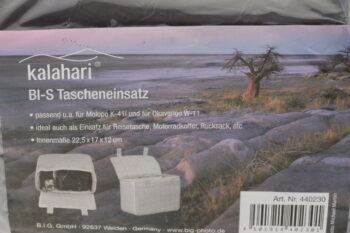 kalahari®
BI-S Tascheneinsatz
• passend u.a. für Molopo K-41 und für Okavango W-11
• ideal auch als Einsatz für Reisetasche, Motorradkoffer, Rucksack, etc.
• Innenmaße 22,5 x 17 x 12 cm
Art. Nr. 440230
B.I.G. GmbH · 92637 Weiden · Germany www.big-photo.de